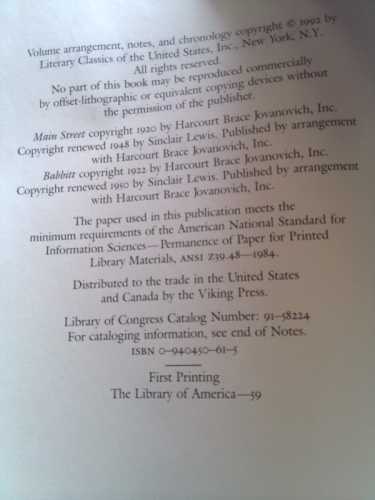 Volume arrangement, notes, and chronology copyright © 1992 by
Literary Classics of the United States, Inc., New York, N.Y.
All rights reserved.
No part of this book may be reproduced commercially
by offset-lithographic or equivalent copying devices without
the permission of the publisher.
Main Street copyright 1920 by Harcourt Brace Jovanovich, Inc.
Copyright renewed 1948 by Sinclair Lewis. Published by arrangement
with Harcourt Brace Jovanovich, Inc.
Babbitt copyright 1922 by Harcourt Brace Jovanovich, Inc.
Copyright renewed 1950 by Sinclair Lewis. Published by arrangement
with Harcourt Brace Jovanovich, Inc.
The paper used in this publication meets the
minimum requirements of the American National Standard for
Information Sciences—Permanence of Paper for Printed
Library Materials, ANSI Z39.48—1984.
Distributed to the trade in the United States
and Canada by the Viking Press.
Library of Congress Catalog Number: 91-58224
For cataloging information, see end of Notes.
ISBN 0-940450-61-5
First Printing
The Library of America—59